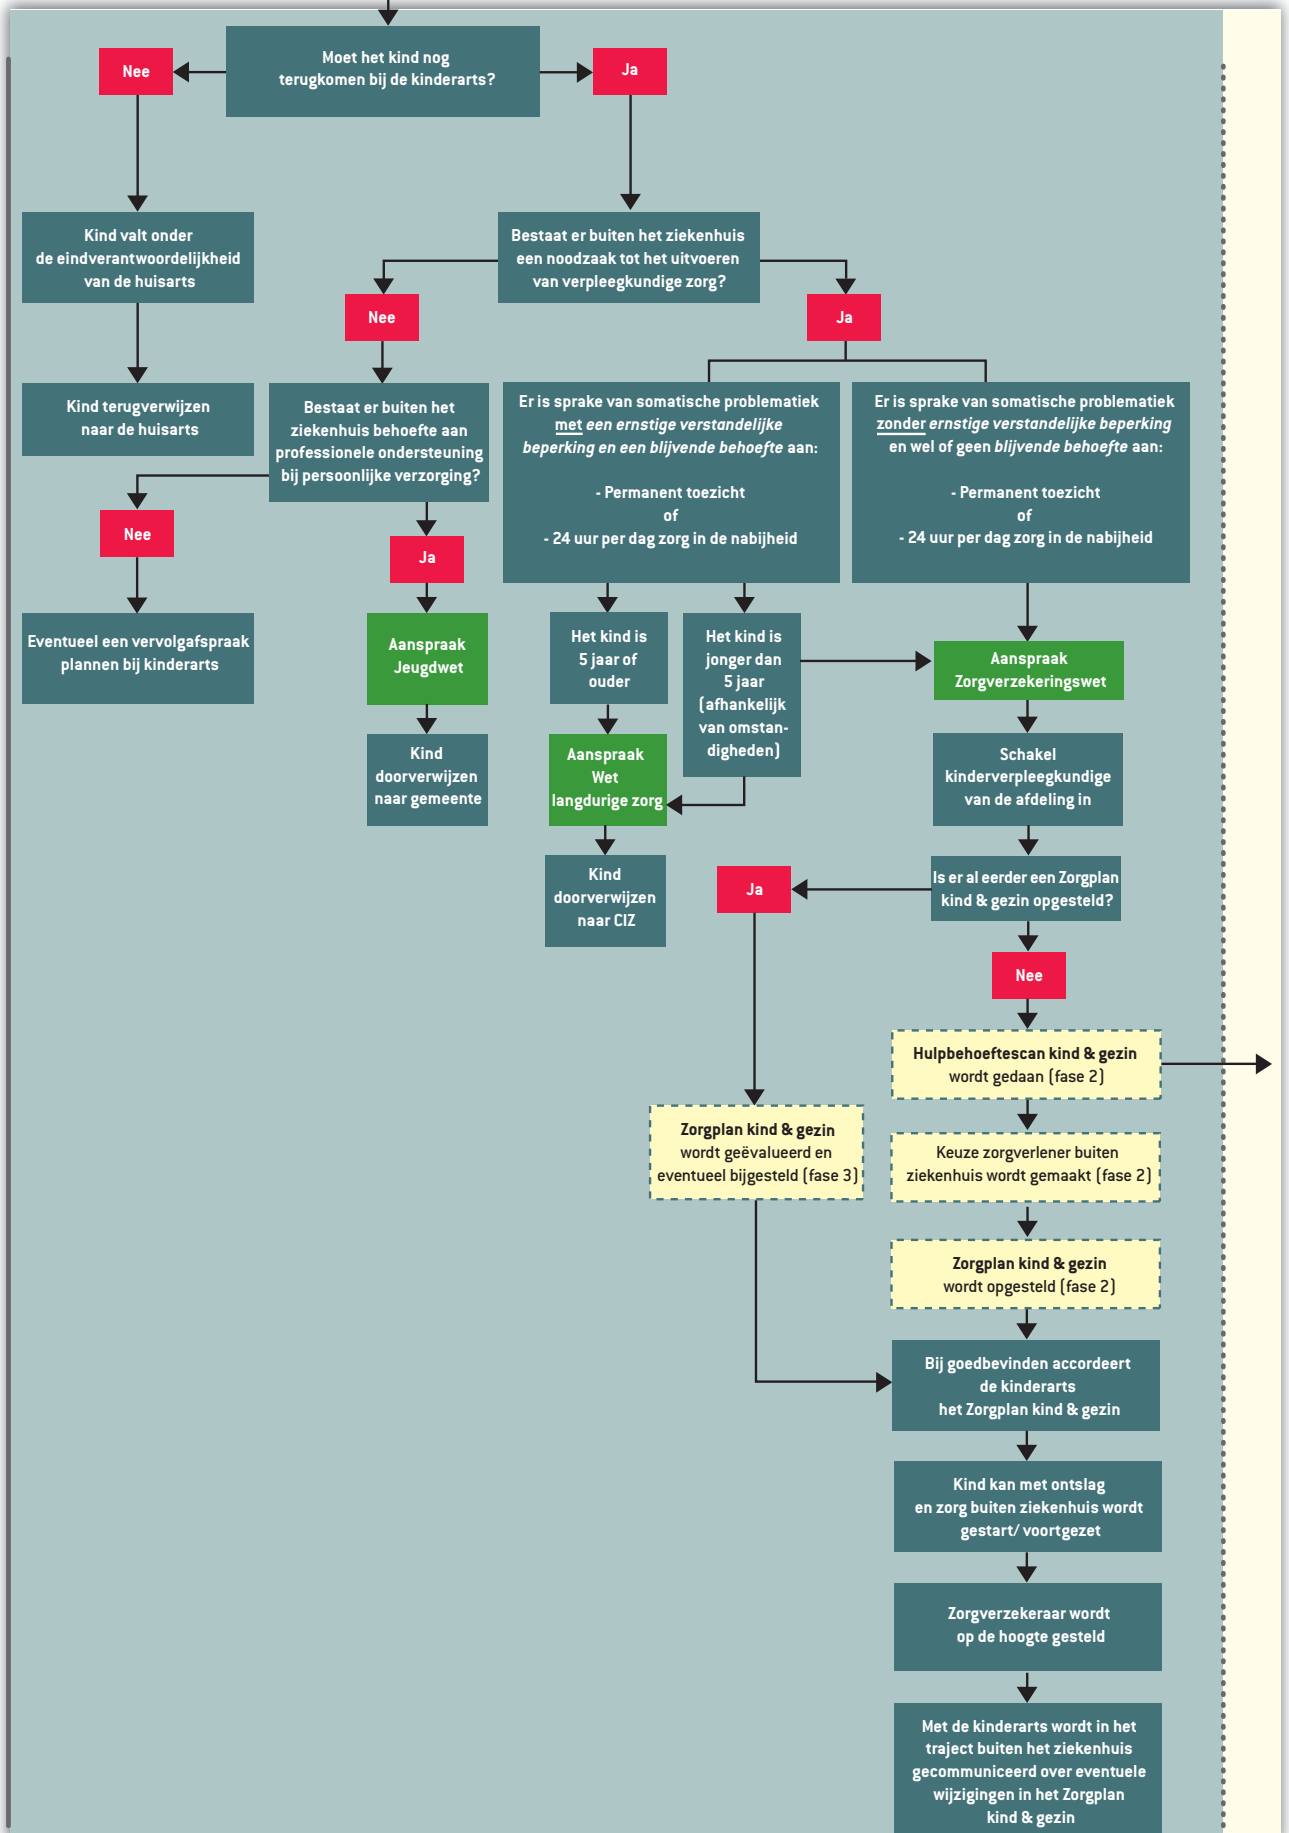 Moet het kind nog
terugkomen bij de kinderarts?
Nee
Ja
Kind valt onder
de eindverantwoordelijkheid
van de huisarts
Bestaat er buiten het ziekenhuis
een noodzaak tot het uitvoeren
van verpleegkundige zorg?
Nee
Ja
Kind terugverwijzen
naar de huisarts
Bestaat er buiten het
ziekenhuis behoefte aan
professionele ondersteuning
bij persoonlijke verzorging?
Er is sprake van somatische problematiek
met een ernstige verstandelijke
beperking en een blijvende behoefte aan:
- Permanent toezicht
of
- 24 uur per dag zorg in de nabijheid
Er is sprake van somatische problematiek
zonder ernstige verstandelijke beperking
en wel of geen blijvende behoefte aan:
- Permanent toezicht
of
- 24 uur per dag zorg in de nabijheid
Nee
Ja
Eventueel een vervolgafspraak
plannen bij kinderarts
Aanspraak
Jeugdwet
Het kind is
5 jaar of
ouder
Het kind is
jonger dan
5 jaar
(afhankelijk
van omstan-
digheden)
Aanspraak
Zorgverzekeringswet
Kind
doorverwijzen
naar gemeente
Aanspraak
Wet
langdurige zorg
Schakel
kinderverpleegkundige
van de afdeling in
Kind
doorverwijzen
naar CIZ
Ja
Is er al eerder een Zorgplan
kind & gezin opgesteld?
Nee
Hulpbehoeftescan kind & gezin
wordt gedaan (fase 2)
Zorgplan kind & gezin
wordt geëvalueerd en
eventueel bijgesteld (fase 3)
Keuze zorgverlener buiten
ziekenhuis wordt gemaakt (fase 2)
Zorgplan kind & gezin
wordt opgesteld (fase 2)
Bij goedbevinden accordeert
de kinderarts
het Zorgplan kind & gezin
Kind kan met ontslag
en zorg buiten ziekenhuis wordt
gestart/ voortgezet
Zorgverzekeraar wordt
op de hoogte gesteld
Met de kinderarts wordt in het
traject buiten het ziekenhuis
gecommuniceerd over eventuele
wijzigingen in het Zorgplan
kind & gezin